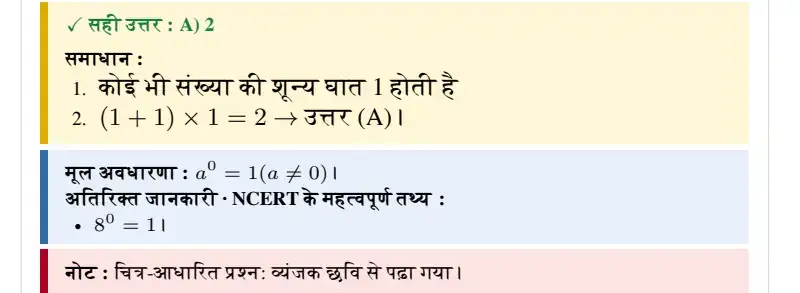 ✓ सही उत्तर : A) 2
समाधान :
1. कोई भी संख्या की शून्य घात 1 होती है
2. (1 + 1) × 1 = 2 → उत्तर (A)।
मूल अवधारणा : a⁰ = 1(a ≠ 0)।
अतिरिक्त जानकारी · NCERT के महत्वपूर्ण तथ्य :
• 8⁰ = 1।
नोट : चित्र-आधारित प्रश्न: व्यंजक छवि से पढ़ा गया।